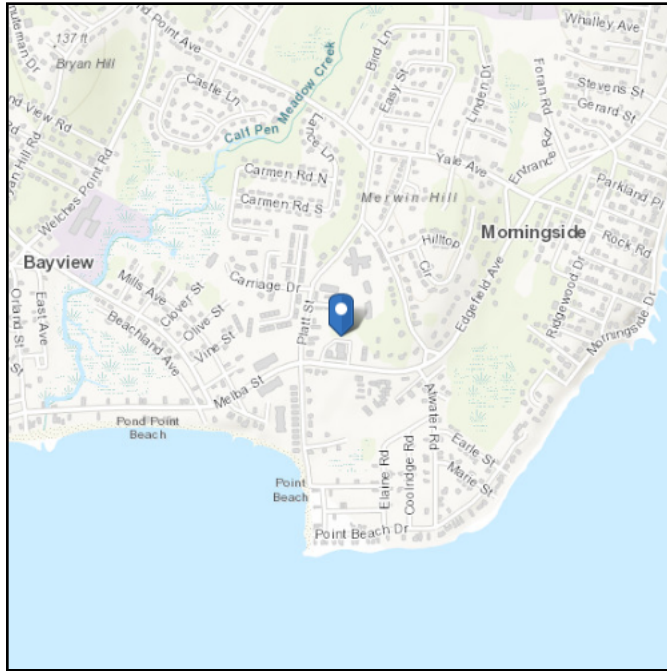 Whalley Ave
137 ft
Bryan Hill
Point Ave
Castle Ln
Calf Pen Meadow Creek
Bird Ln
Easy St
Linden Dr
Foran Rd
Stevens St
Gerard St
Lance Ln
Yale Ave
Entrance Rd
Welches Point Rd
Carmen Rd N
Carmen Rd S
Merwin Hill
Parkland Pl
Morningside
Hilltop
Cir
Rock Rd
Bayview
Mills Ave
Clover St
Olive St
Vine St
Carriage Dr
Platt St
Edgefield Ave
Ridgewood Dr
Morningside Dr
Orland St
East Ave
Beachland Ave
Melba St
Atwater Rd
Pond Point
Beach
Elaine Rd
Coolridge Rd
Earle St
Marie St
Point
Beach
Point Beach Dr